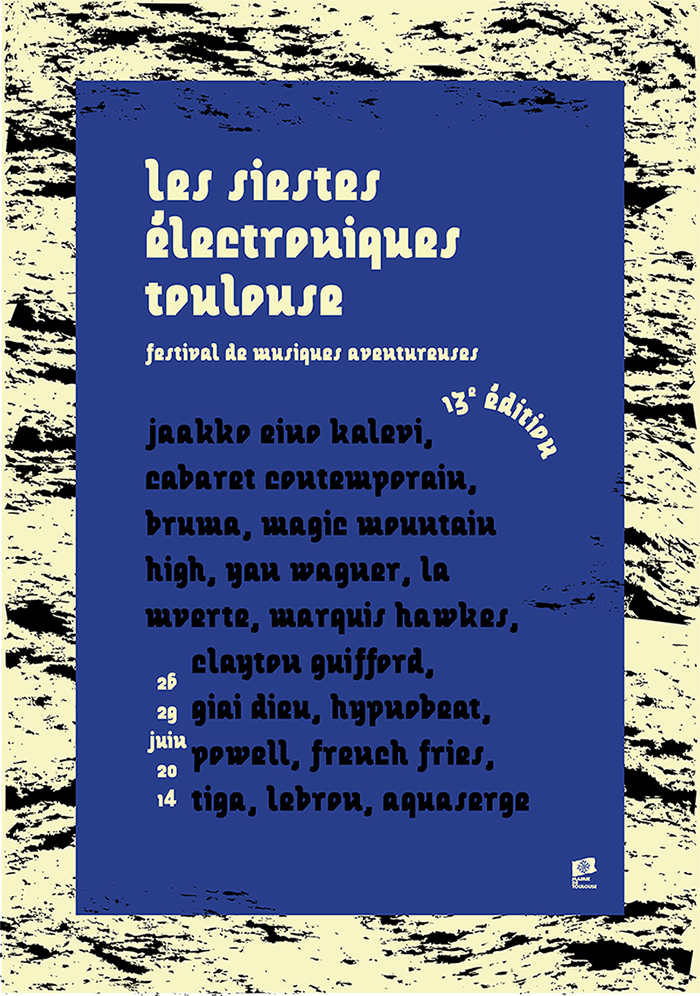 les siestes
électroniques
toulouse
festival de musiques aventureuses
13e édition
jaakko eino kalevi,
cabaret contemporain,
bruma, magic mountain
high, yan wagner, la
mverte, marquis hawkes,
clayton guifford,
giai dieu, hypnobeat,
powell, french fries,
tiga, lebron, aquaserge
26
29
juin
20
14
MAIRIE
DE
TOULOUSE